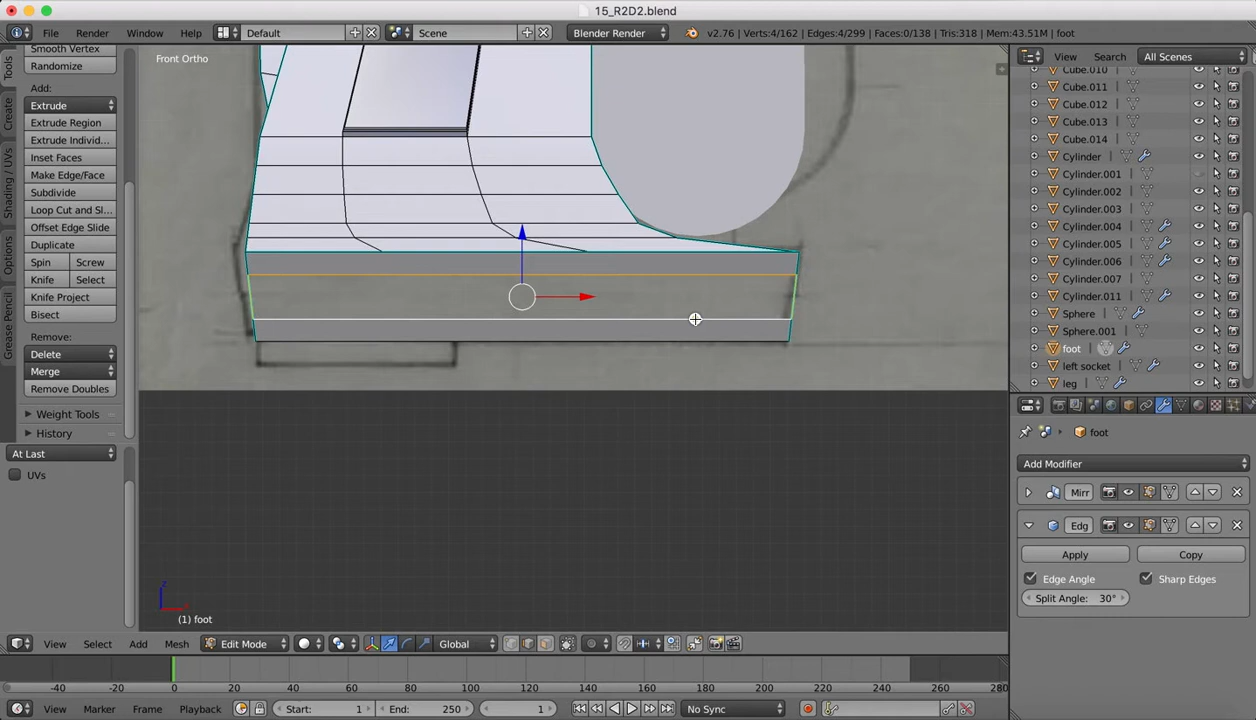 15_R2D2.blend
File Render Window Help Default Scene Blender Render v2.76 | Verts:4/162 | Edges:4/299 | Faces:0/138 | Tris:318 | Mem:43.51M | foot
View Search All Scenes
Tools
Create
Shading / UVs
Options
Grease Pencil
Smooth Vertex
Randomize
Add:
Extrude
Extrude Region
Extrude Individ...
Inset Faces
Make Edge/Face
Subdivide
Loop Cut and Sl...
Offset Edge Slide
Duplicate
Spin Screw
Knife Select
Knife Project
Bisect
Remove:
Delete
Merge
Remove Doubles
Weight Tools
History
At Last
UVs
Front Ortho
z
(1) foot
Cube.010
Cube.011
Cube.012
Cube.013
Cube.014
Cylinder
Cylinder.001
Cylinder.002
Cylinder.003
Cylinder.004
Cylinder.005
Cylinder.006
Cylinder.007
Cylinder.011
Sphere
Sphere.001
foot
left socket
leg
foot
Add Modifier
Mirr
Edg
Apply Copy
Edge Angle Sharp Edges
Split Angle: 30°
View Select Add Mesh Edit Mode Global
-40 -20 0 20 40 60 80 100 120 140 160 180 200 220 240 260 280
View Marker Frame Playback Start: 1 End: 250 1 No Sync